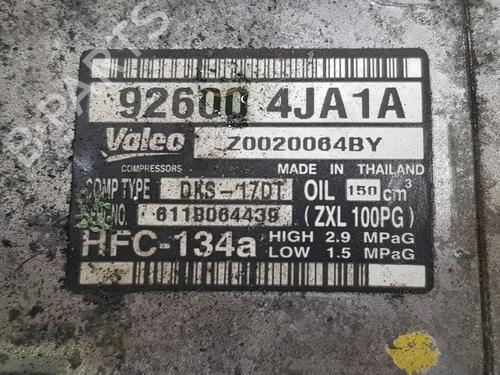 92600 4JA1A
Valeo Z0020064BY
COMPRESSORS MADE IN THAILAND
COMP TYPE DKS-17DT OIL 150 cm3
611B064439 (ZXL 100PG)
HFC-134a HIGH 2.9 MPaG
LOW 1.5 MPaG
B-PARTS